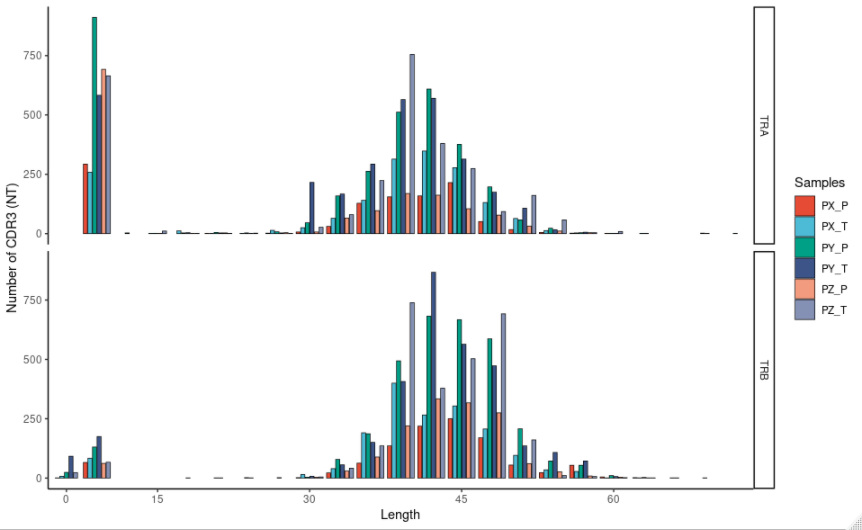 750
500
250
0
TRA
750
500
250
0
TRB
Number of CDR3 (NT)
0 15 30 45 60
Length
Samples
PX_P
PX_T
PY_P
PY_T
PZ_P
PZ_T